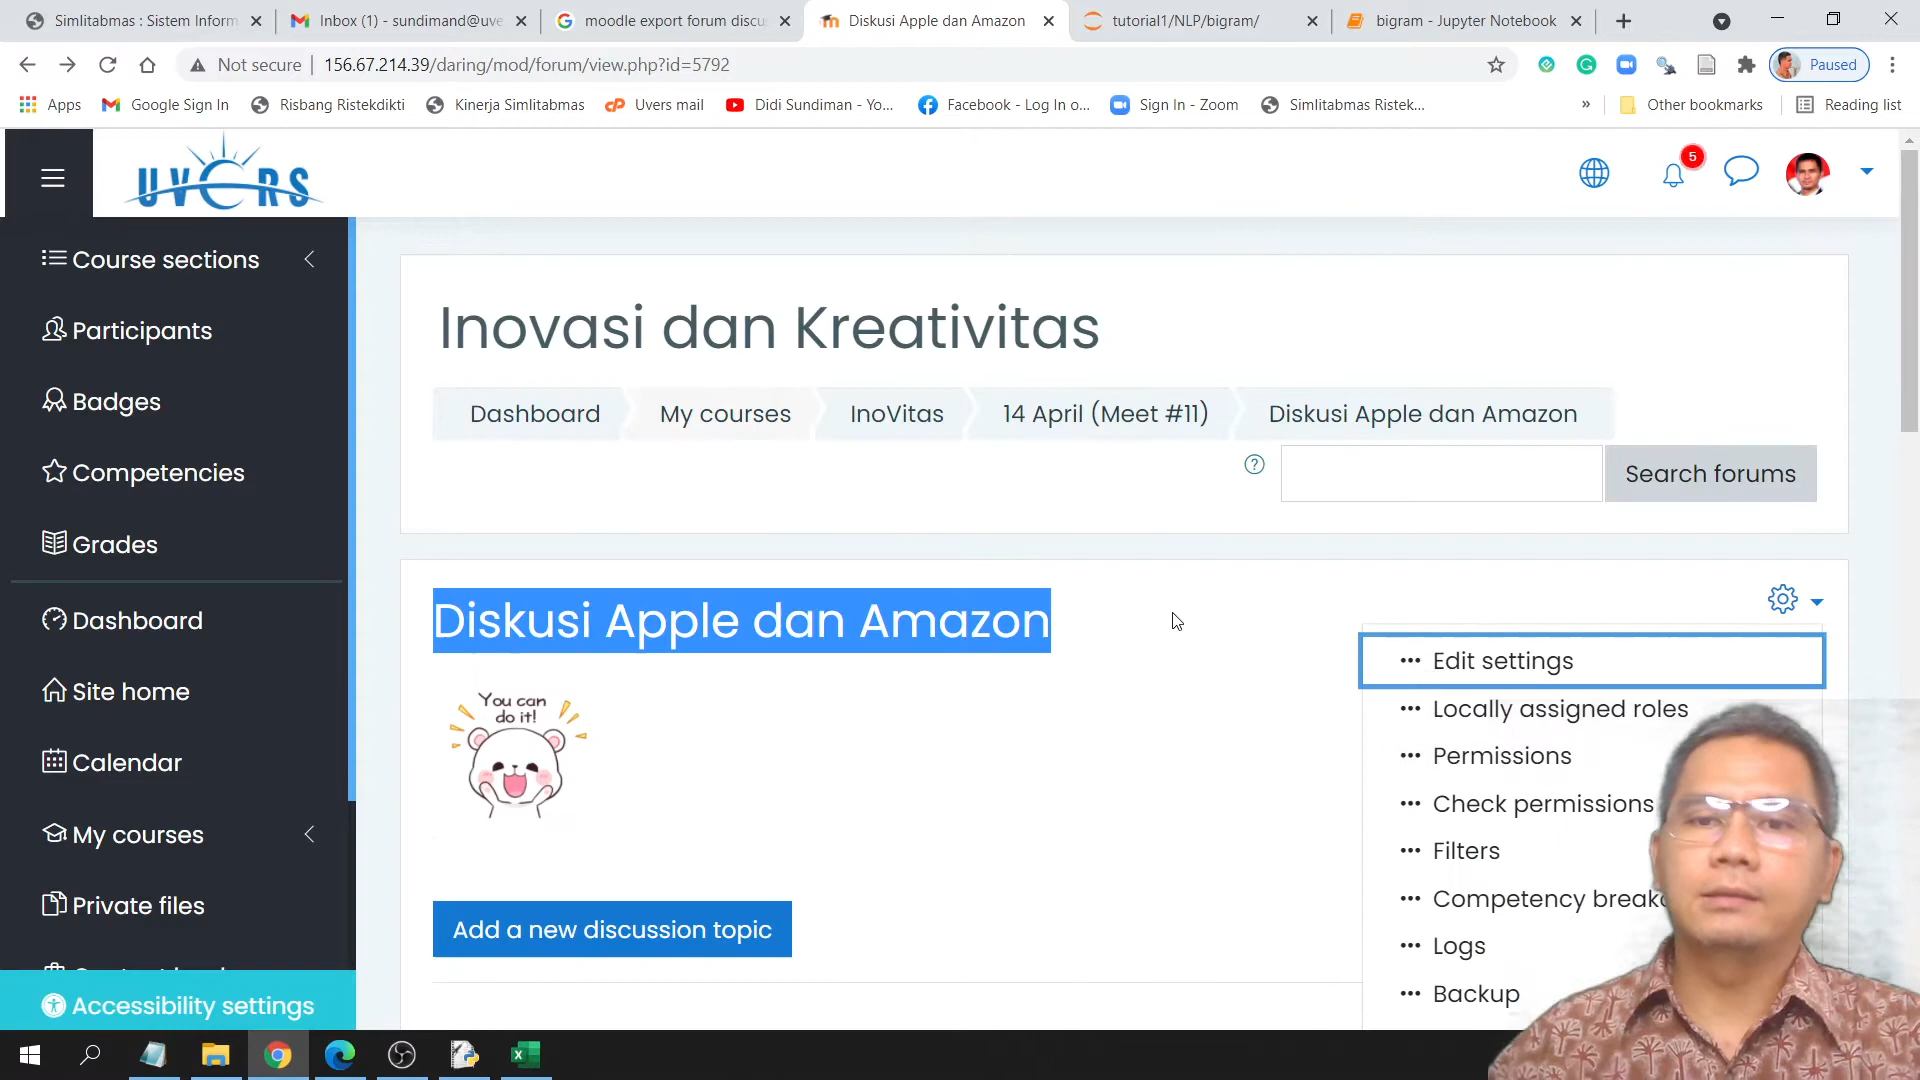 Simlitabmas : Sistem Inform
Inbox (1) - sundimand@uve
moodle export forum discu
Diskusi Apple dan Amazon
tutorial1/NLP/bigram/
bigram - Jupyter Notebook
Not secure
156.67.214.39/daring/mod/forum/view.php?id=5792
Paused
Apps
Google Sign In
Risbang Ristekdikti
Kinerja Simlitabmas
Uvers mail
Didi Sundiman - Yo...
Facebook - Log In o...
Sign In - Zoom
Simlitabmas Ristek...
»
Other bookmarks
Reading list
UVERS
5
Course sections
Participants
Badges
Competencies
Grades
Dashboard
Site home
Calendar
My courses
Private files
Accessibility settings
Inovasi dan Kreativitas
Dashboard
My courses
InoVitas
14 April (Meet #11)
Diskusi Apple dan Amazon
Search forums
Diskusi Apple dan Amazon
You can
do it!
Add a new discussion topic
Edit settings
Locally assigned roles
Permissions
Check permissions
Filters
Competency break
Logs
Backup